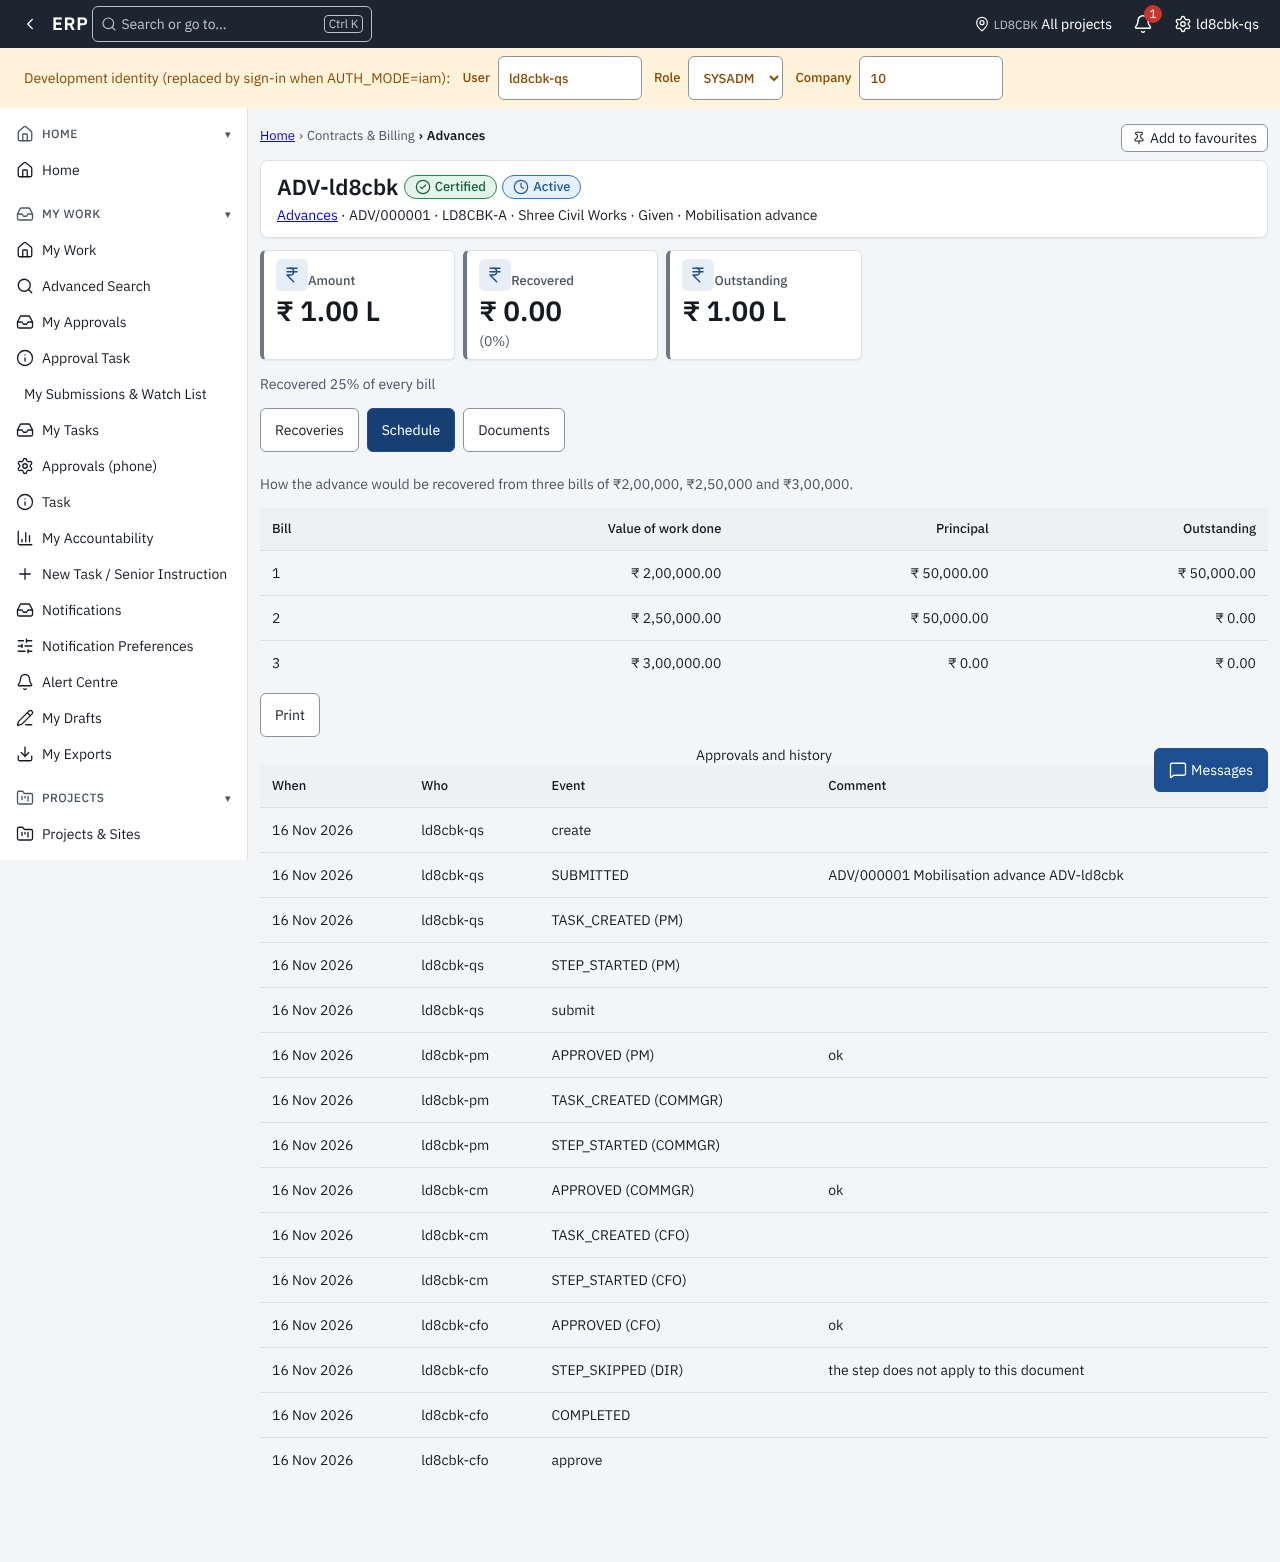 ERP
Search or go to...
Ctrl K
LD8CBK All projects
1
ld8cbk-qs
Development identity (replaced by sign-in when AUTH_MODE=iam):
User
ld8cbk-qs
Role
SYSADM
Company
10
HOME
Home
MY WORK
My Work
Advanced Search
My Approvals
Approval Task
My Submissions & Watch List
My Tasks
Approvals (phone)
Task
My Accountability
New Task / Senior Instruction
Notifications
Notification Preferences
Alert Centre
My Drafts
My Exports
PROJECTS
Projects & Sites
Home › Contracts & Billing › Advances
Add to favourites
ADV-ld8cbk
Certified
Active
Advances · ADV/000001 · LD8CBK-A · Shree Civil Works · Given · Mobilisation advance
₹ Amount
₹ 1.00 L
₹ Recovered
₹ 0.00
(0%)
₹ Outstanding
₹ 1.00 L
Recovered 25% of every bill
Recoveries
Schedule
Documents
How the advance would be recovered from three bills of ₹2,00,000, ₹2,50,000 and ₹3,00,000.
Bill Value of work done Principal Outstanding
1 ₹ 2,00,000.00 ₹ 50,000.00 ₹ 50,000.00
2 ₹ 2,50,000.00 ₹ 50,000.00 ₹ 0.00
3 ₹ 3,00,000.00 ₹ 0.00 ₹ 0.00
Print
Approvals and history
Messages
When Who Event Comment
16 Nov 2026 ld8cbk-qs create
16 Nov 2026 ld8cbk-qs SUBMITTED ADV/000001 Mobilisation advance ADV-ld8cbk
16 Nov 2026 ld8cbk-qs TASK_CREATED (PM)
16 Nov 2026 ld8cbk-qs STEP_STARTED (PM)
16 Nov 2026 ld8cbk-qs submit
16 Nov 2026 ld8cbk-pm APPROVED (PM) ok
16 Nov 2026 ld8cbk-pm TASK_CREATED (COMMGR)
16 Nov 2026 ld8cbk-pm STEP_STARTED (COMMGR)
16 Nov 2026 ld8cbk-cm APPROVED (COMMGR) ok
16 Nov 2026 ld8cbk-cm TASK_CREATED (CFO)
16 Nov 2026 ld8cbk-cm STEP_STARTED (CFO)
16 Nov 2026 ld8cbk-cfo APPROVED (CFO) ok
16 Nov 2026 ld8cbk-cfo STEP_SKIPPED (DIR) the step does not apply to this document
16 Nov 2026 ld8cbk-cfo COMPLETED
16 Nov 2026 ld8cbk-cfo approve